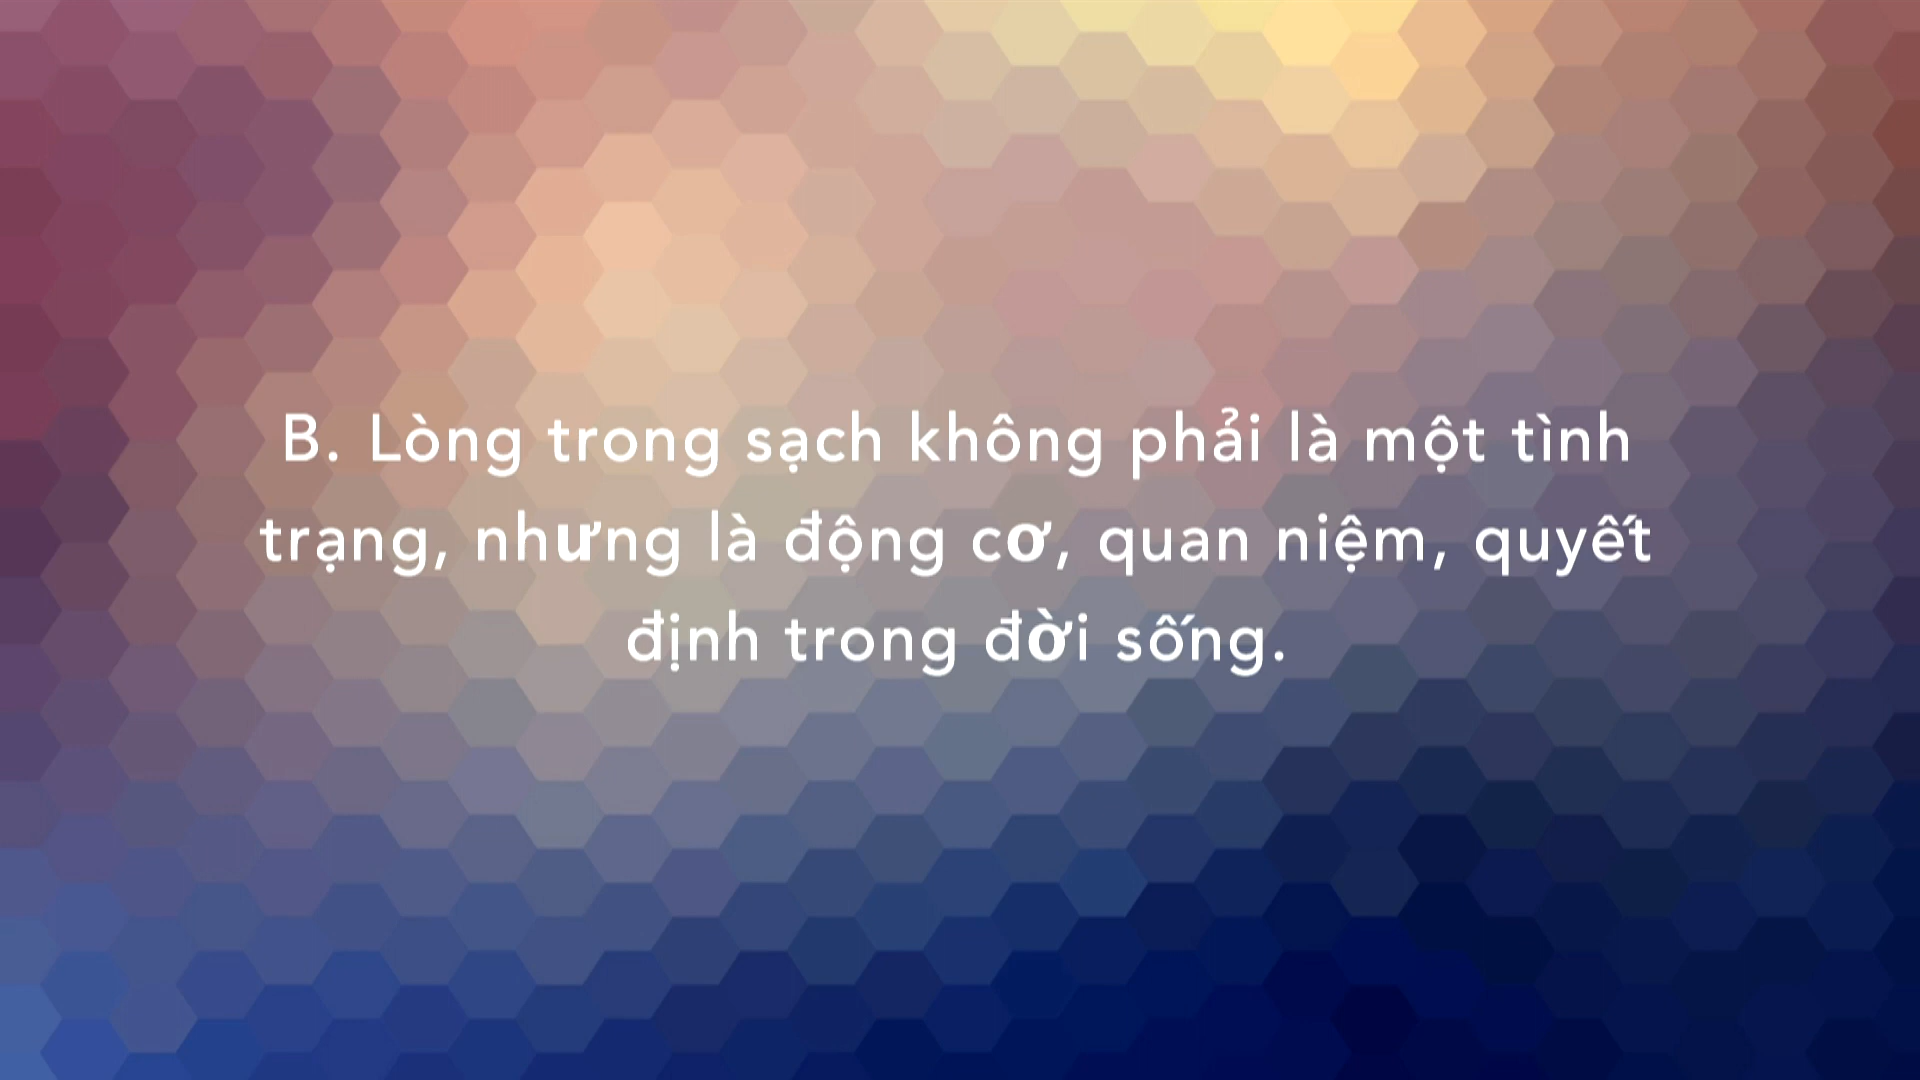 B. Lòng trong sạch không phải là một tình
trạng, nhưng là động cơ, quan niệm, quyết
định trong đời sống.